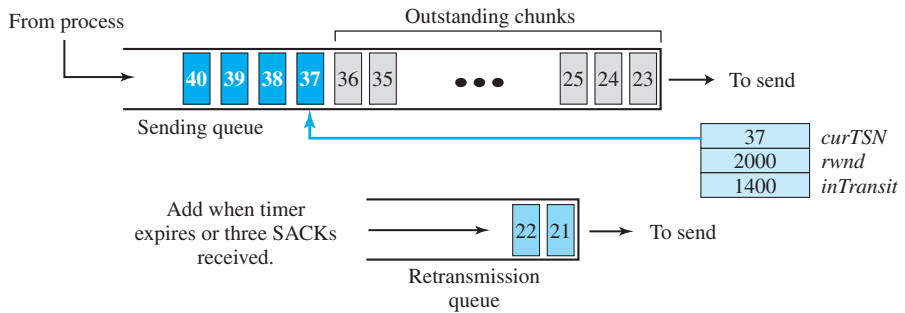 Outstanding chunks
From process
40 39 38 37 36 35 25 24 23
To send
Sending queue
37 curTSN
2000 rwnd
1400 inTransit
Add when timer
expires or three SACKs
received.
22 21
To send
Retransmission
queue